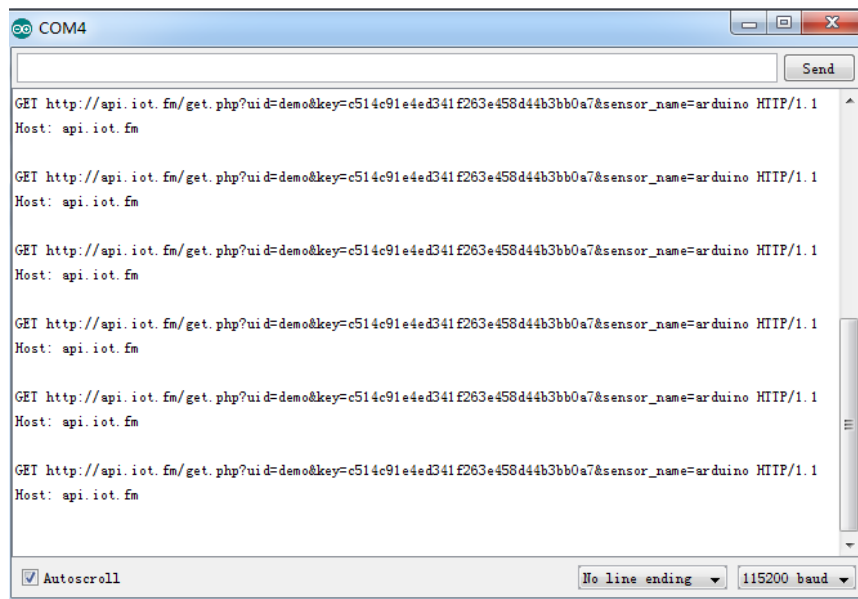 COM4
Send
GET http://api.iot.fm/get.php?uid=demo&key=c514c91e4ed341f263e458d44b3bb0a7&sensor_name=arduino HTTP/1.1
Host: api.iot.fm
GET http://api.iot.fm/get.php?uid=demo&key=c514c91e4ed341f263e458d44b3bb0a7&sensor_name=arduino HTTP/1.1
Host: api.iot.fm
GET http://api.iot.fm/get.php?uid=demo&key=c514c91e4ed341f263e458d44b3bb0a7&sensor_name=arduino HTTP/1.1
Host: api.iot.fm
GET http://api.iot.fm/get.php?uid=demo&key=c514c91e4ed341f263e458d44b3bb0a7&sensor_name=arduino HTTP/1.1
Host: api.iot.fm
GET http://api.iot.fm/get.php?uid=demo&key=c514c91e4ed341f263e458d44b3bb0a7&sensor_name=arduino HTTP/1.1
Host: api.iot.fm
GET http://api.iot.fm/get.php?uid=demo&key=c514c91e4ed341f263e458d44b3bb0a7&sensor_name=arduino HTTP/1.1
Host: api.iot.fm
Autoscroll No line ending 115200 baud